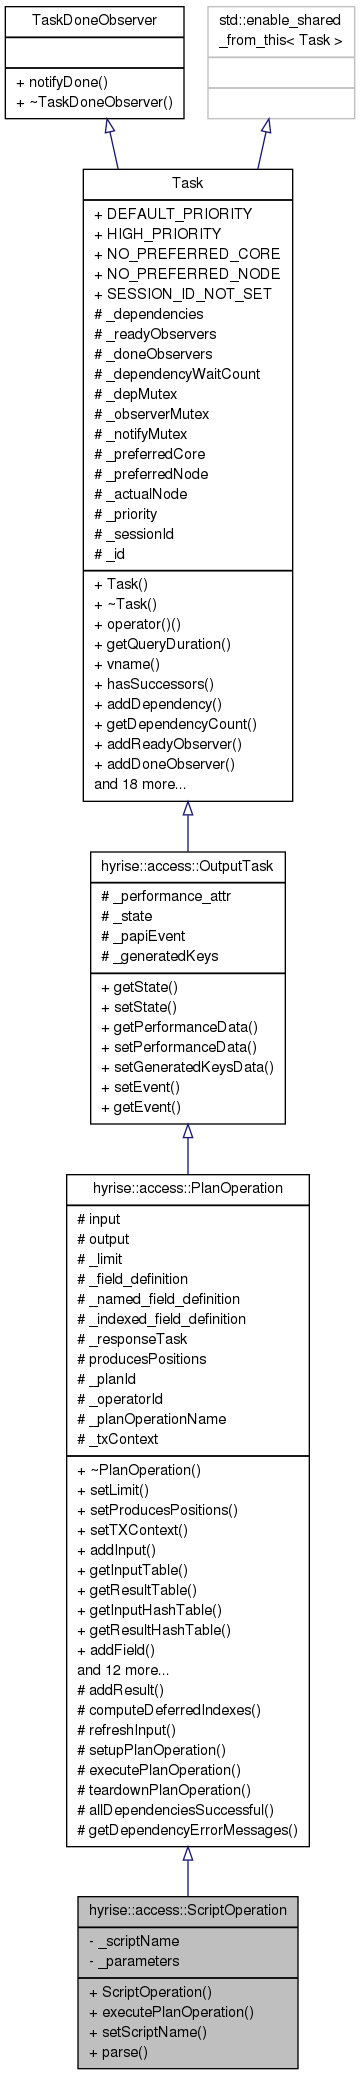 TaskDoneObserver
+ notifyDone()
+ ~TaskDoneObserver()
std::enable_shared
_from_this< Task >
Task
+ DEFAULT_PRIORITY
+ HIGH_PRIORITY
+ NO_PREFERRED_CORE
+ NO_PREFERRED_NODE
+ SESSION_ID_NOT_SET
# _dependencies
# _readyObservers
# _doneObservers
# _dependencyWaitCount
# _depMutex
# _observerMutex
# _notifyMutex
# _preferredCore
# _preferredNode
# _actualNode
# _priority
# _sessionId
# _id
+ Task()
+ ~Task()
+ operator()()
+ getQueryDuration()
+ vname()
+ hasSuccessors()
+ addDependency()
+ getDependencyCount()
+ addReadyObserver()
+ addDoneObserver()
and 18 more...
hyrise::access::OutputTask
# _performance_attr
# _state
# _papiEvent
# _generatedKeys
+ getState()
+ setState()
+ getPerformanceData()
+ setPerformanceData()
+ setGeneratedKeysData()
+ setEvent()
+ getEvent()
hyrise::access::PlanOperation
# input
# output
# _limit
# _field_definition
# _named_field_definition
# _indexed_field_definition
# _responseTask
# producesPositions
# _planId
# _operatorId
# _planOperationName
# _txContext
+ ~PlanOperation()
+ setLimit()
+ setProducesPositions()
+ setTXContext()
+ addInput()
+ getInputTable()
+ getResultTable()
+ getInputHashTable()
+ getResultHashTable()
+ addField()
and 12 more...
# addResult()
# computeDeferredIndexes()
# refreshInput()
# setupPlanOperation()
# executePlanOperation()
# teardownPlanOperation()
# allDependenciesSuccessful()
# getDependencyErrorMessages()
hyrise::access::ScriptOperation
- _scriptName
- _parameters
+ ScriptOperation()
+ executePlanOperation()
+ setScriptName()
+ parse()